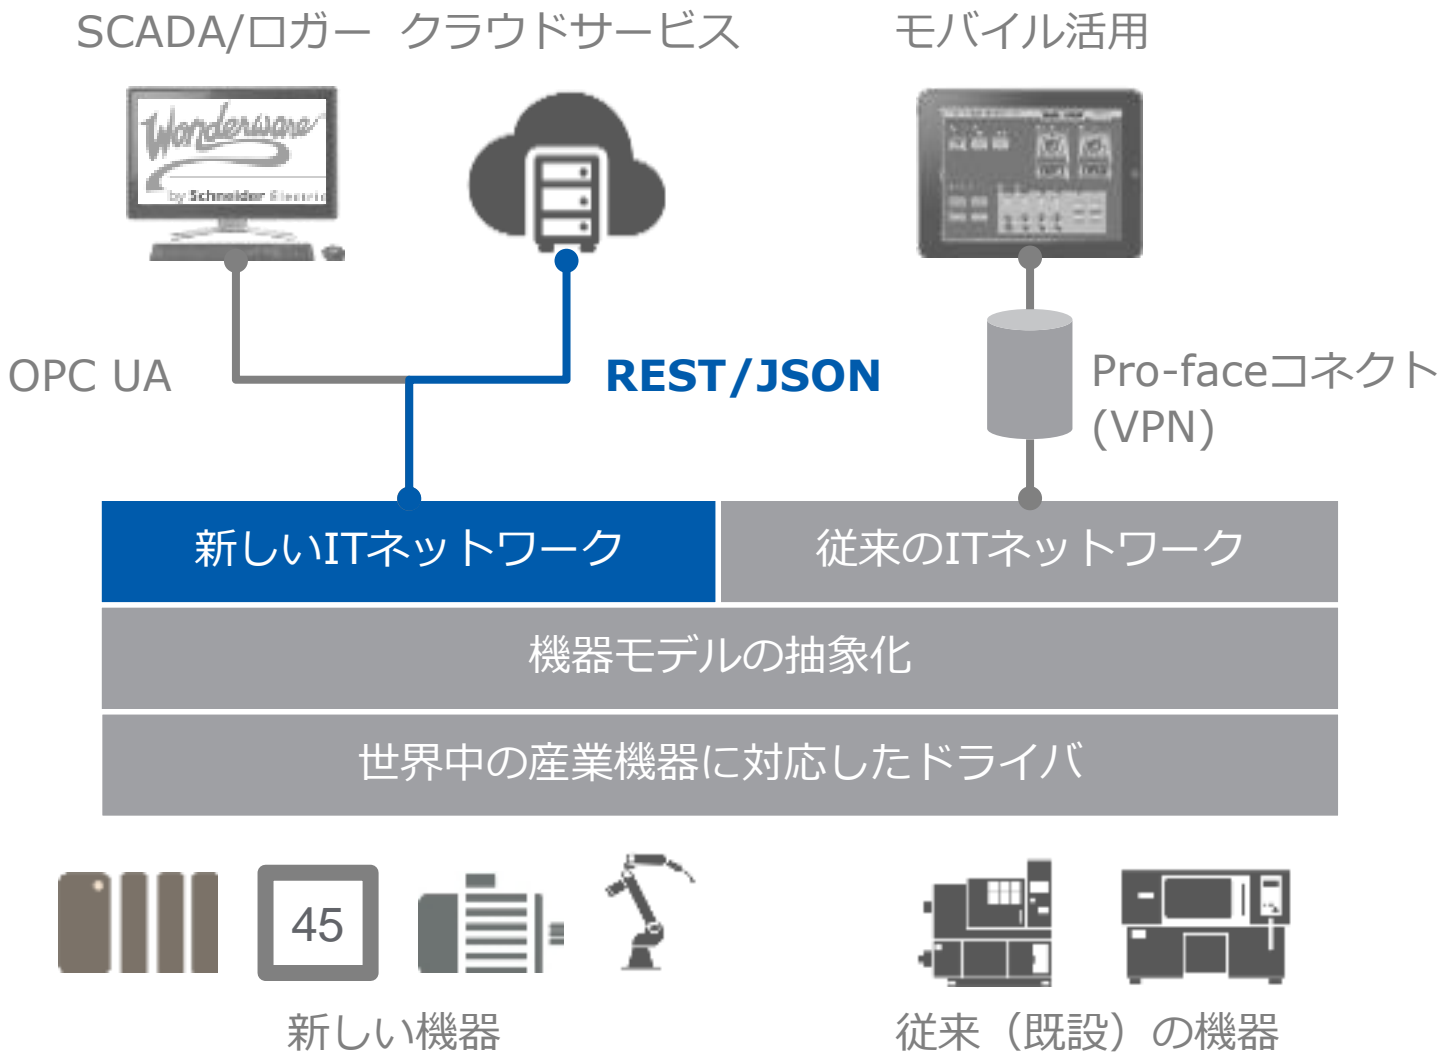 SCADA/ロガー
クラウドサービス
モバイル活用
Wonderware
by Schneider Electric
OPC UA
REST/JSON
Pro-faceコネクト
(VPN)
新しいITネットワーク
従来のITネットワーク
機器モデルの抽象化
世界中の産業機器に対応したドライバ
45
新しい機器
従来（既設）の機器